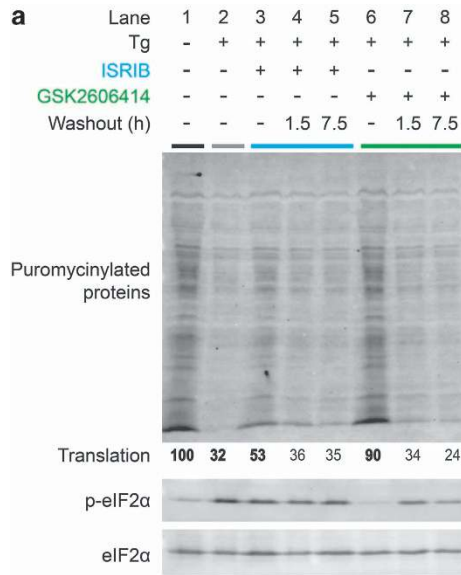 a
Lane 1 2 3 4 5 6 7 8
Tg - + + + + + + +
ISRIB - - + + + - - -
GSK2606414 - - - - - + + +
Washout (h) - - - 1.5 7.5 - 1.5 7.5
Puromycinylated
proteins
Translation 100 32 53 36 35 90 34 24
p-eIF2α
eIF2α